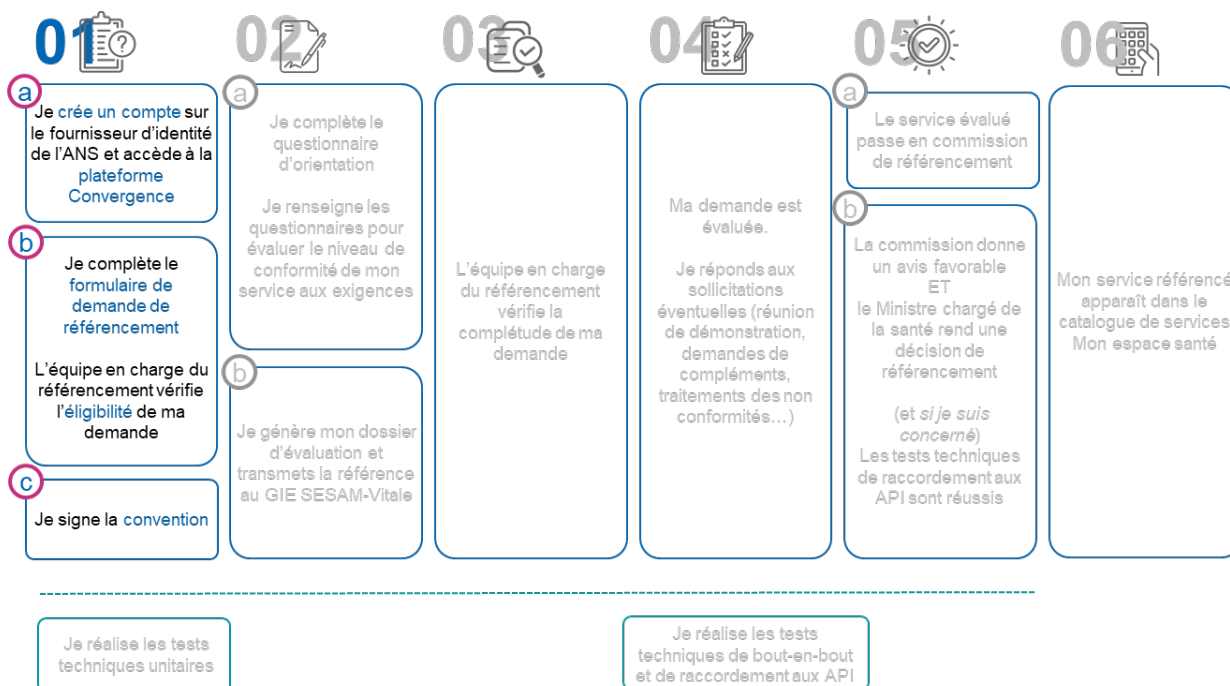 01
a
Je crée un compte sur
le fournisseur d'identité
de l'ANS et accède à la
plateforme
Convergence
b
Je complète le
formulaire de
demande de
référencement
L'équipe en charge du
référencement vérifie
l'éligibilité de ma
demande
c
Je signe la convention
02
a
Je complète le
questionnaire
d'orientation
Je renseigne les
questionnaires pour
évaluer le niveau de
conformité de mon
service aux exigences
b
Je génère mon dossier
d'évaluation et
transmets la référence
au GIE SESAM-Vitale
03
L'équipe en charge
du référencement
vérifie la
complétude de ma
demande
04
Ma demande est
évaluée.
Je réponds aux
sollicitations
éventuelles (réunion
de démonstration,
demandes de
compléments,
traitements des non
conformités…)
05
a
Le service évalué
passe en commission
de référencement
b
La commission donne
un avis favorable
ET
le Ministre chargé de
la santé rend une
décision de
référencement
(et si je suis
concerné)
Les tests techniques
de raccordement aux
API sont réussis
06
Mon service référencé
apparaît dans le
catalogue de services
Mon espace santé
Je réalise les tests
techniques unitaires
Je réalise les tests
techniques de bout-en-bout
et de raccordement aux API